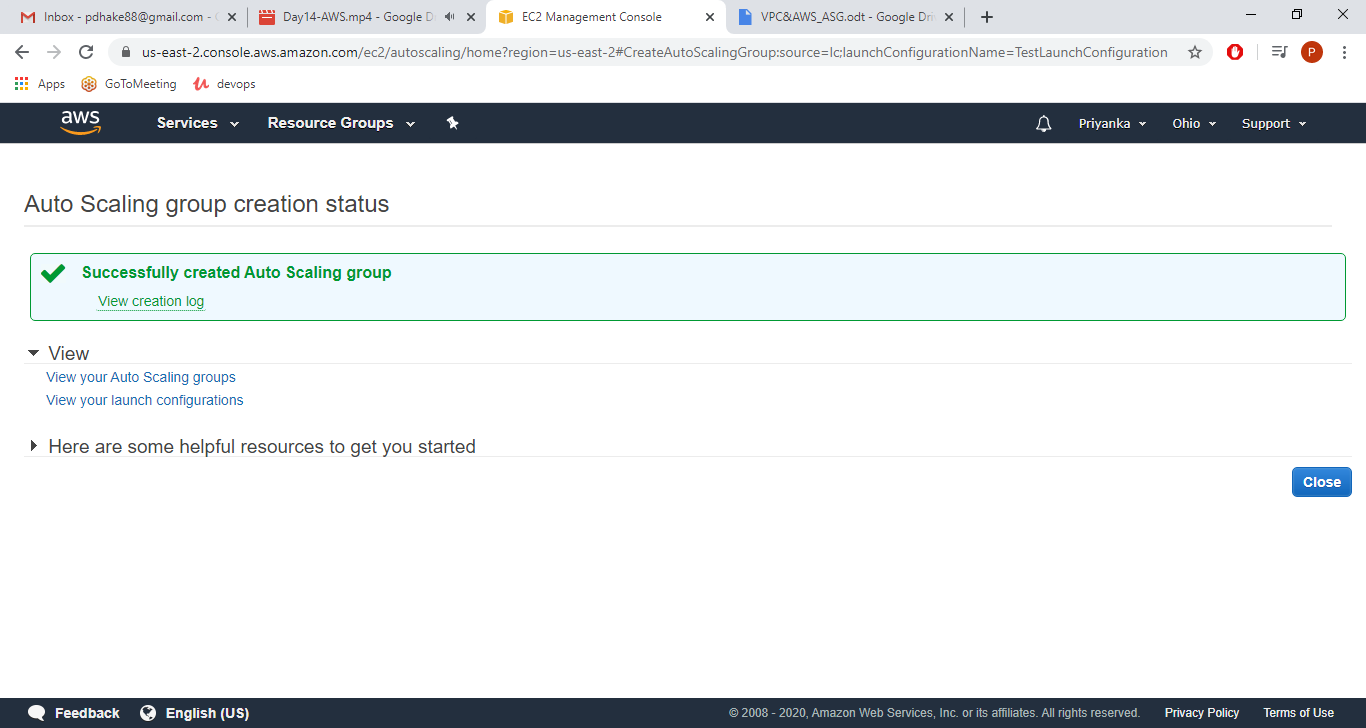 Inbox - pdhake88@gmail.com -
Day14-AWS.mp4 - Google D
EC2 Management Console
VPC&AWS_ASG.odt - Google Dri
us-east-2.console.aws.amazon.com/ec2/autoscaling/home?region=us-east-2#CreateAutoScalingGroup:source=lc;launchConfigurationName=TestLaunchConfiguration
P
Apps
GoToMeeting
devops
aws
Services
Resource Groups
Priyanka
Ohio
Support
Auto Scaling group creation status
Successfully created Auto Scaling group
View creation log
View
View your Auto Scaling groups
View your launch configurations
Here are some helpful resources to get you started
Close
Feedback
English (US)
© 2008 - 2020, Amazon Web Services, Inc. or its affiliates. All rights reserved.
Privacy Policy
Terms of Use